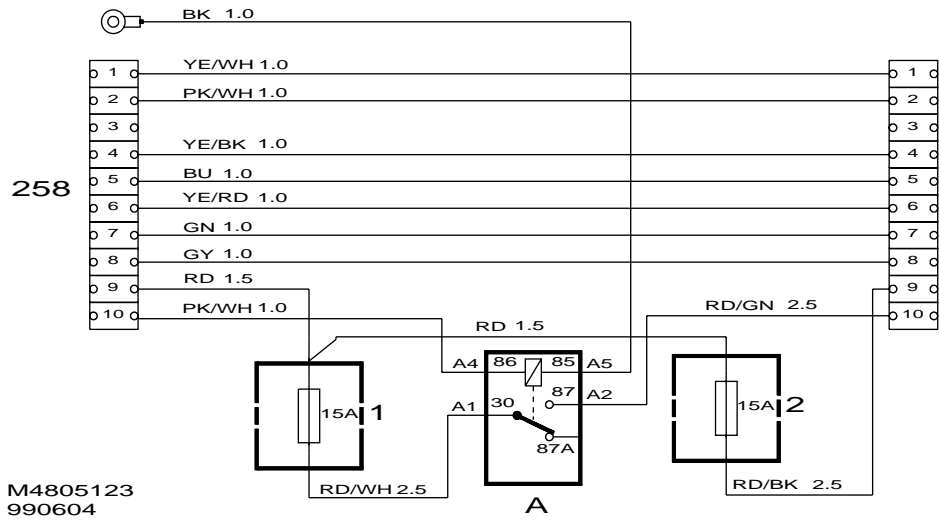 BK 1.0
1 YE/WH 1.0 1
2 PK/WH 1.0 2
3 3
4 YE/BK 1.0 4
258
5 BU 1.0 5
6 YE/RD 1.0 6
7 GN 1.0 7
8 GY 1.0 8
9 RD 1.5 9
10 PK/WH 1.0 RD/GN 2.5 10
RD 1.5
A4 86 85 A5
87 A2
A1 30
15A 1
15A 2
87A
RD/WH 2.5
RD/BK 2.5
A
M4805123
990604